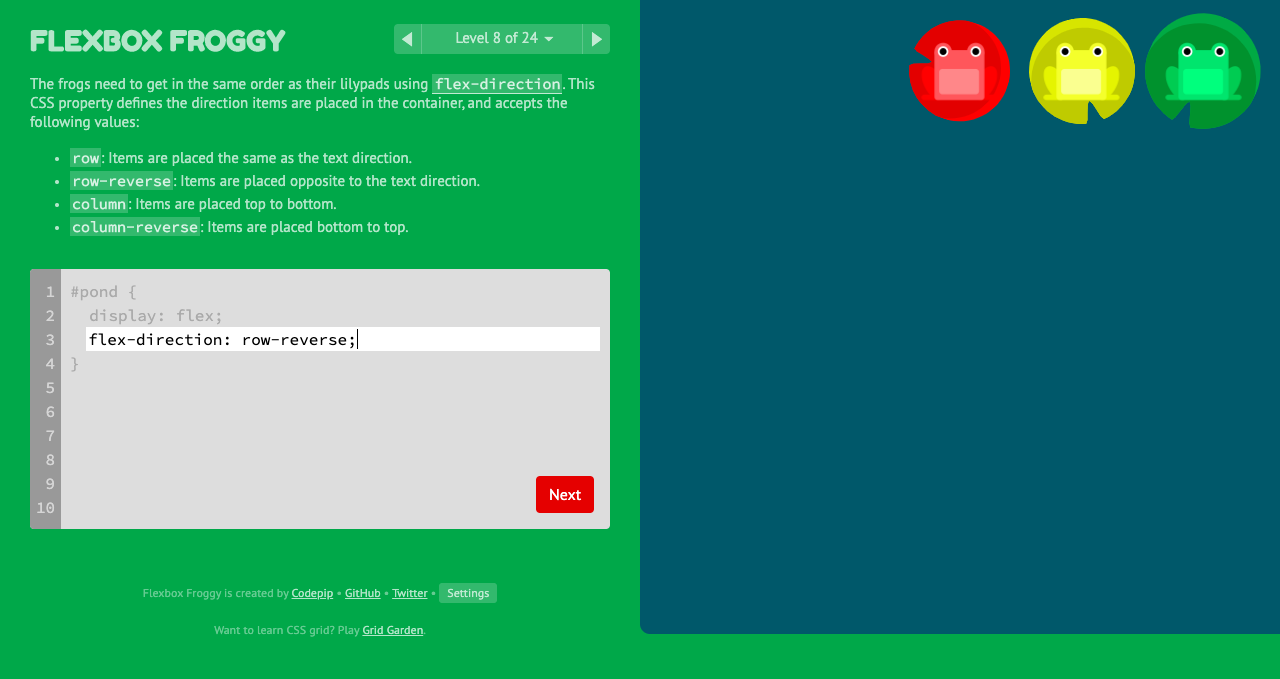 FLEXBOX FROGGY
Level 8 of 24
The frogs need to get in the same order as their lilypads using flex-direction. This
CSS property defines the direction items are placed in the container, and accepts the
following values:
• row: Items are placed the same as the text direction.
• row-reverse: Items are placed opposite to the text direction.
• column: Items are placed top to bottom.
• column-reverse: Items are placed bottom to top.
1 #pond {
2 display: flex;
3 flex-direction: row-reverse;
4 }
5
6
7
8
9
10
Next
Flexbox Froggy is created by Codepip • GitHub • Twitter • Settings
Want to learn CSS grid? Play Grid Garden.